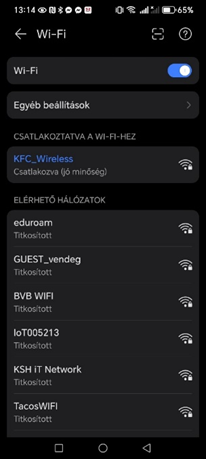 13:14
65%
Wi-Fi
Wi-Fi
Egyéb beállítások
CSATLAKOZTATVA A WI-FI-HEZ
KFC_Wireless
Csatlakozva (jó minőség)
ELÉRHETŐ HÁLÓZATOK
eduroam
Titkosított
GUEST_vendeg
Titkosított
BVB WIFI
Titkosított
IoT005213
Titkosított
KSH iT Network
Titkosított
TacosWIFI
Titkosított